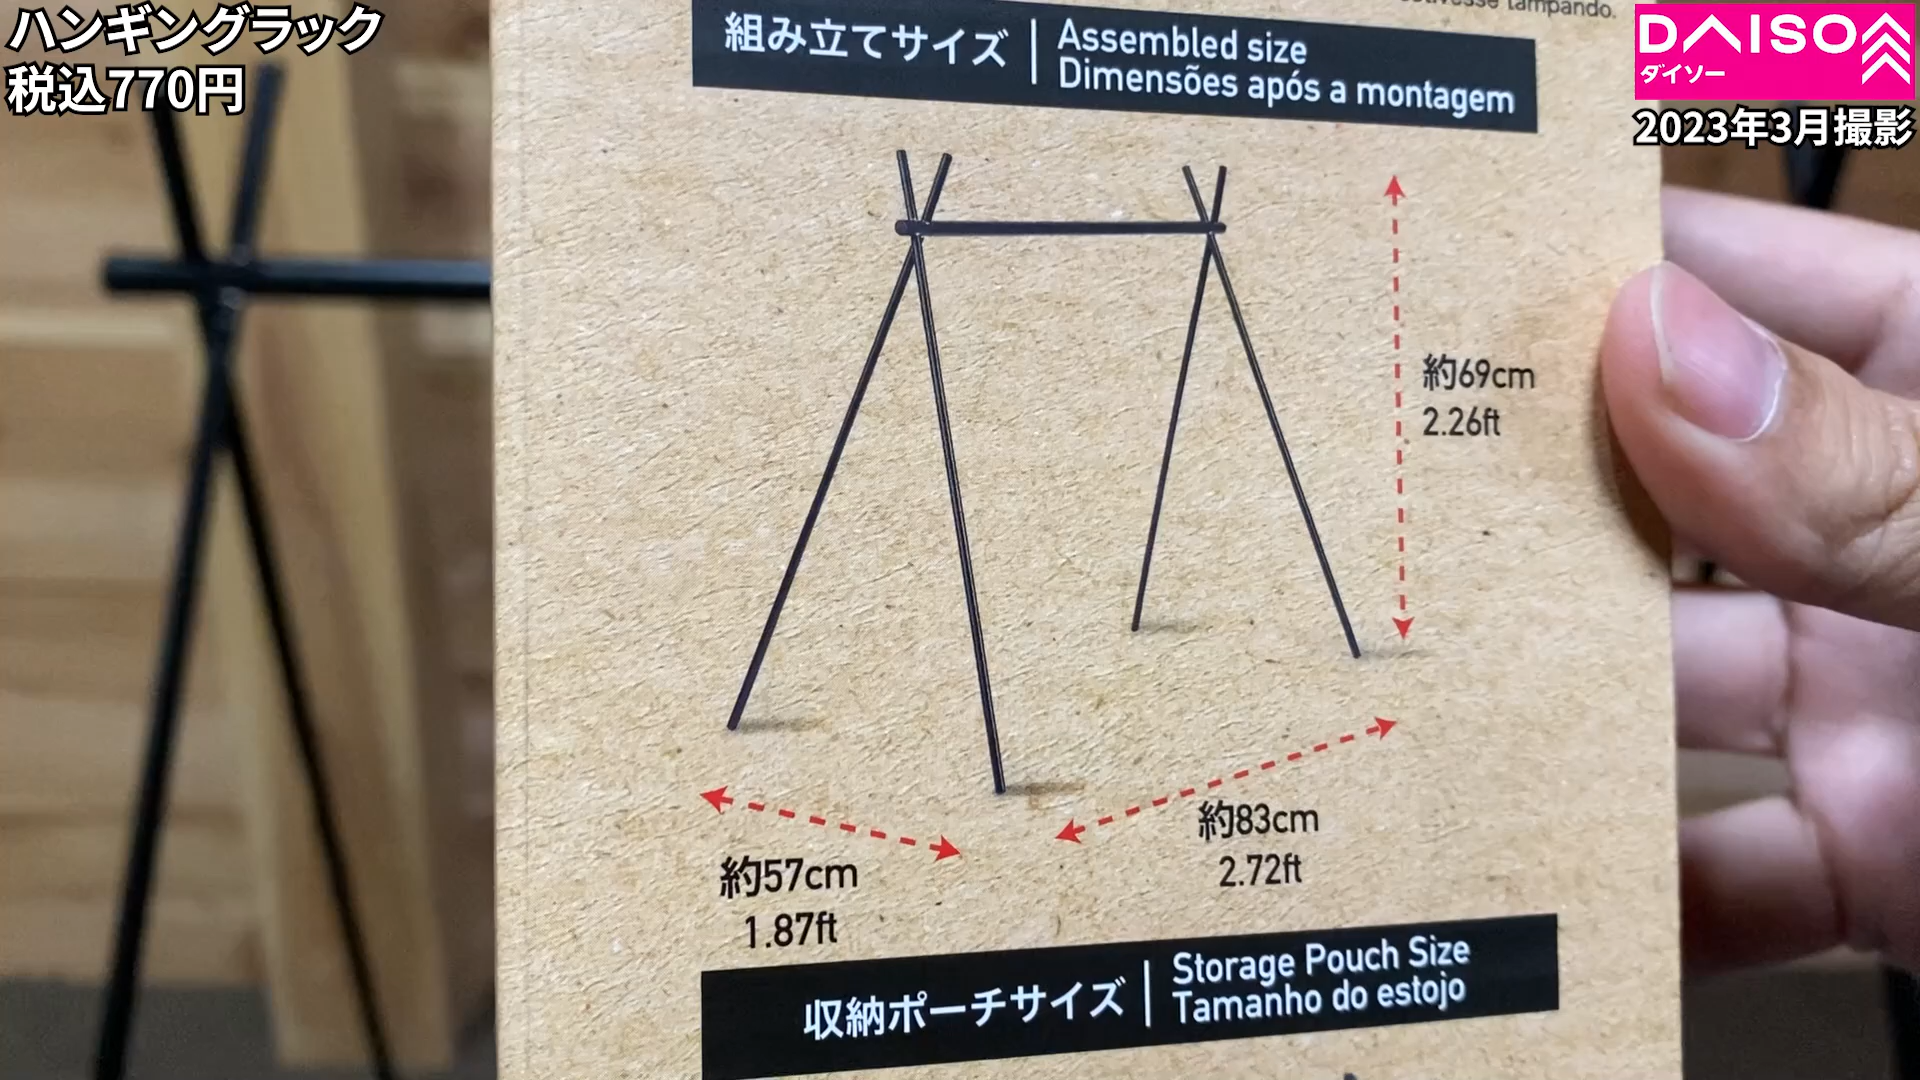 ハンギングラック
税込770円
DAISO
ダイソー
2023年3月撮影
tampando.
組み立てサイズ
Assembled size
Dimensões após a montagem
約69cm
2.26ft
約83cm
2.72ft
約57cm
1.87ft
収納ポーチサイズ
Storage Pouch Size
Tamanho do estojo